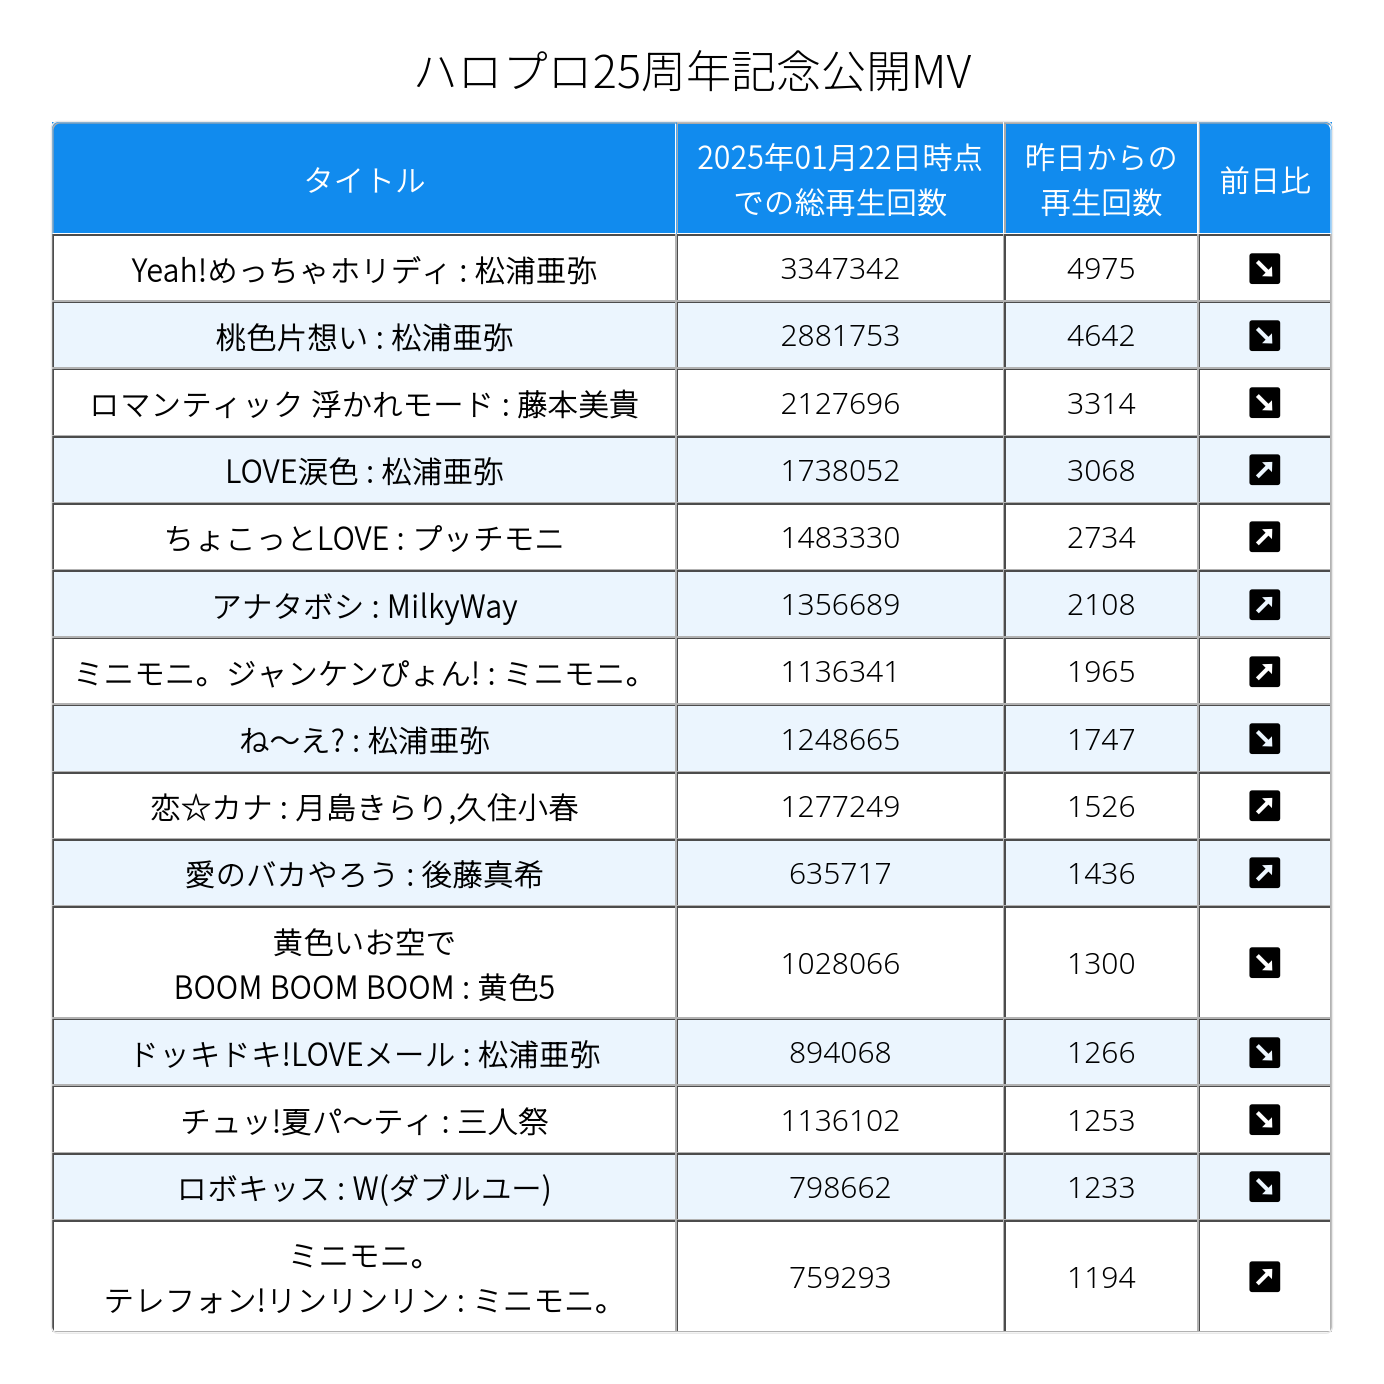 ハロプロ25周年記念公開MV
タイトル
2025年01月22日時点
での総再生回数
昨日からの
再生回数
前日比
Yeah!めっちゃホリディ : 松浦亜弥 3347342 4975
桃色片想い : 松浦亜弥 2881753 4642
ロマンティック 浮かれモード : 藤本美貴 2127696 3314
LOVE涙色 : 松浦亜弥 1738052 3068
ちょこっとLOVE : プッチモニ 1483330 2734
アナタボシ : MilkyWay 1356689 2108
ミニモニ。ジャンケンぴょん! : ミニモニ。 1136341 1965
ね〜え? : 松浦亜弥 1248665 1747
恋☆カナ : 月島きらり,久住小春 1277249 1526
愛のバカやろう : 後藤真希 635717 1436
黄色いお空で
BOOM BOOM BOOM : 黄色5 1028066 1300
ドッキドキ!LOVEメール : 松浦亜弥 894068 1266
チュッ!夏パ〜ティ : 三人祭 1136102 1253
ロボキッス : W(ダブルユー) 798662 1233
ミニモニ。
テレフォン!リンリンリン : ミニモニ。 759293 1194